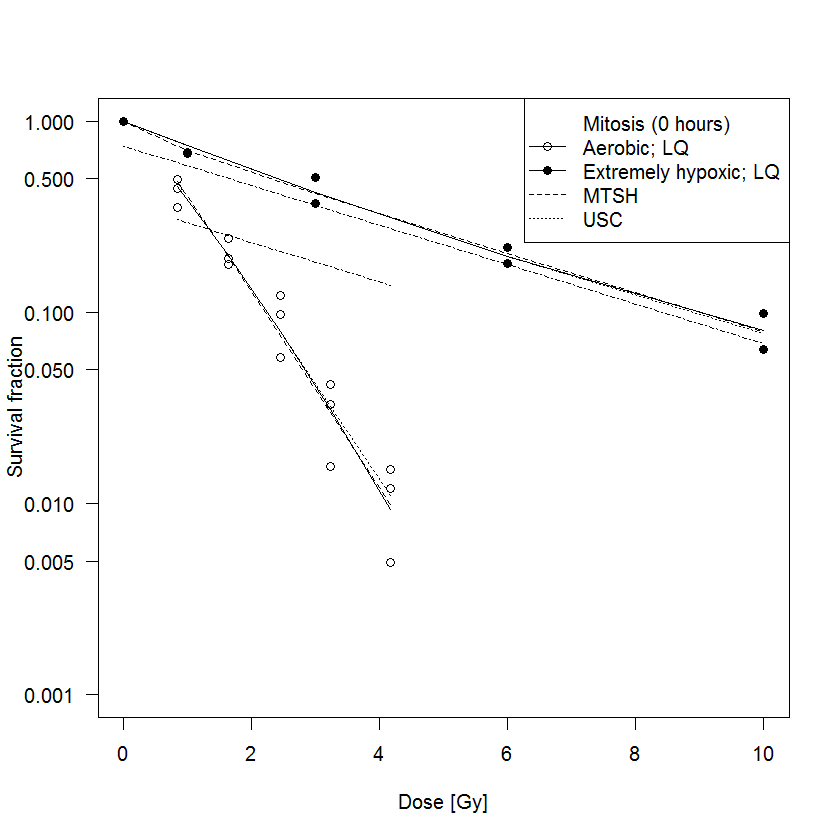 Mitosis (0 hours)
Aerobic; LQ
Extremely hypoxic; LQ
MTSH
USC
1.000
0.500
0.100
0.050
0.010
0.005
0.001
Survival fraction
0 2 4 6 8 10
Dose [Gy]